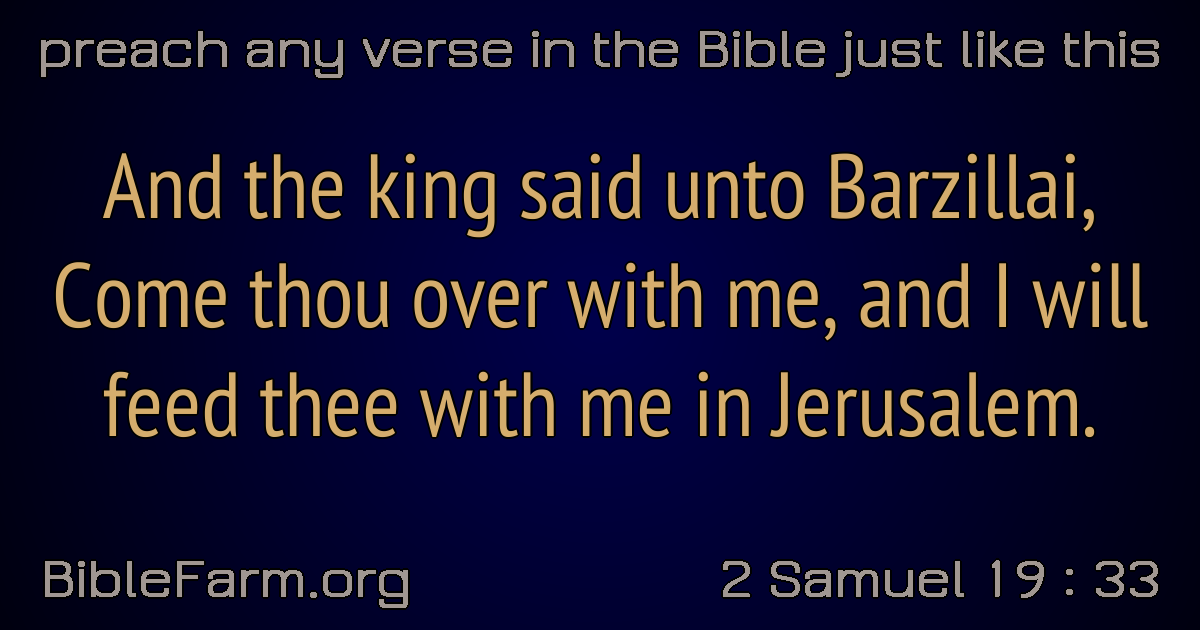 preach any verse in the Bible just like this
And the king said unto Barzillai,
Come thou over with me, and I will
feed thee with me in Jerusalem.
BibleFarm.org
2 Samuel 19 : 33